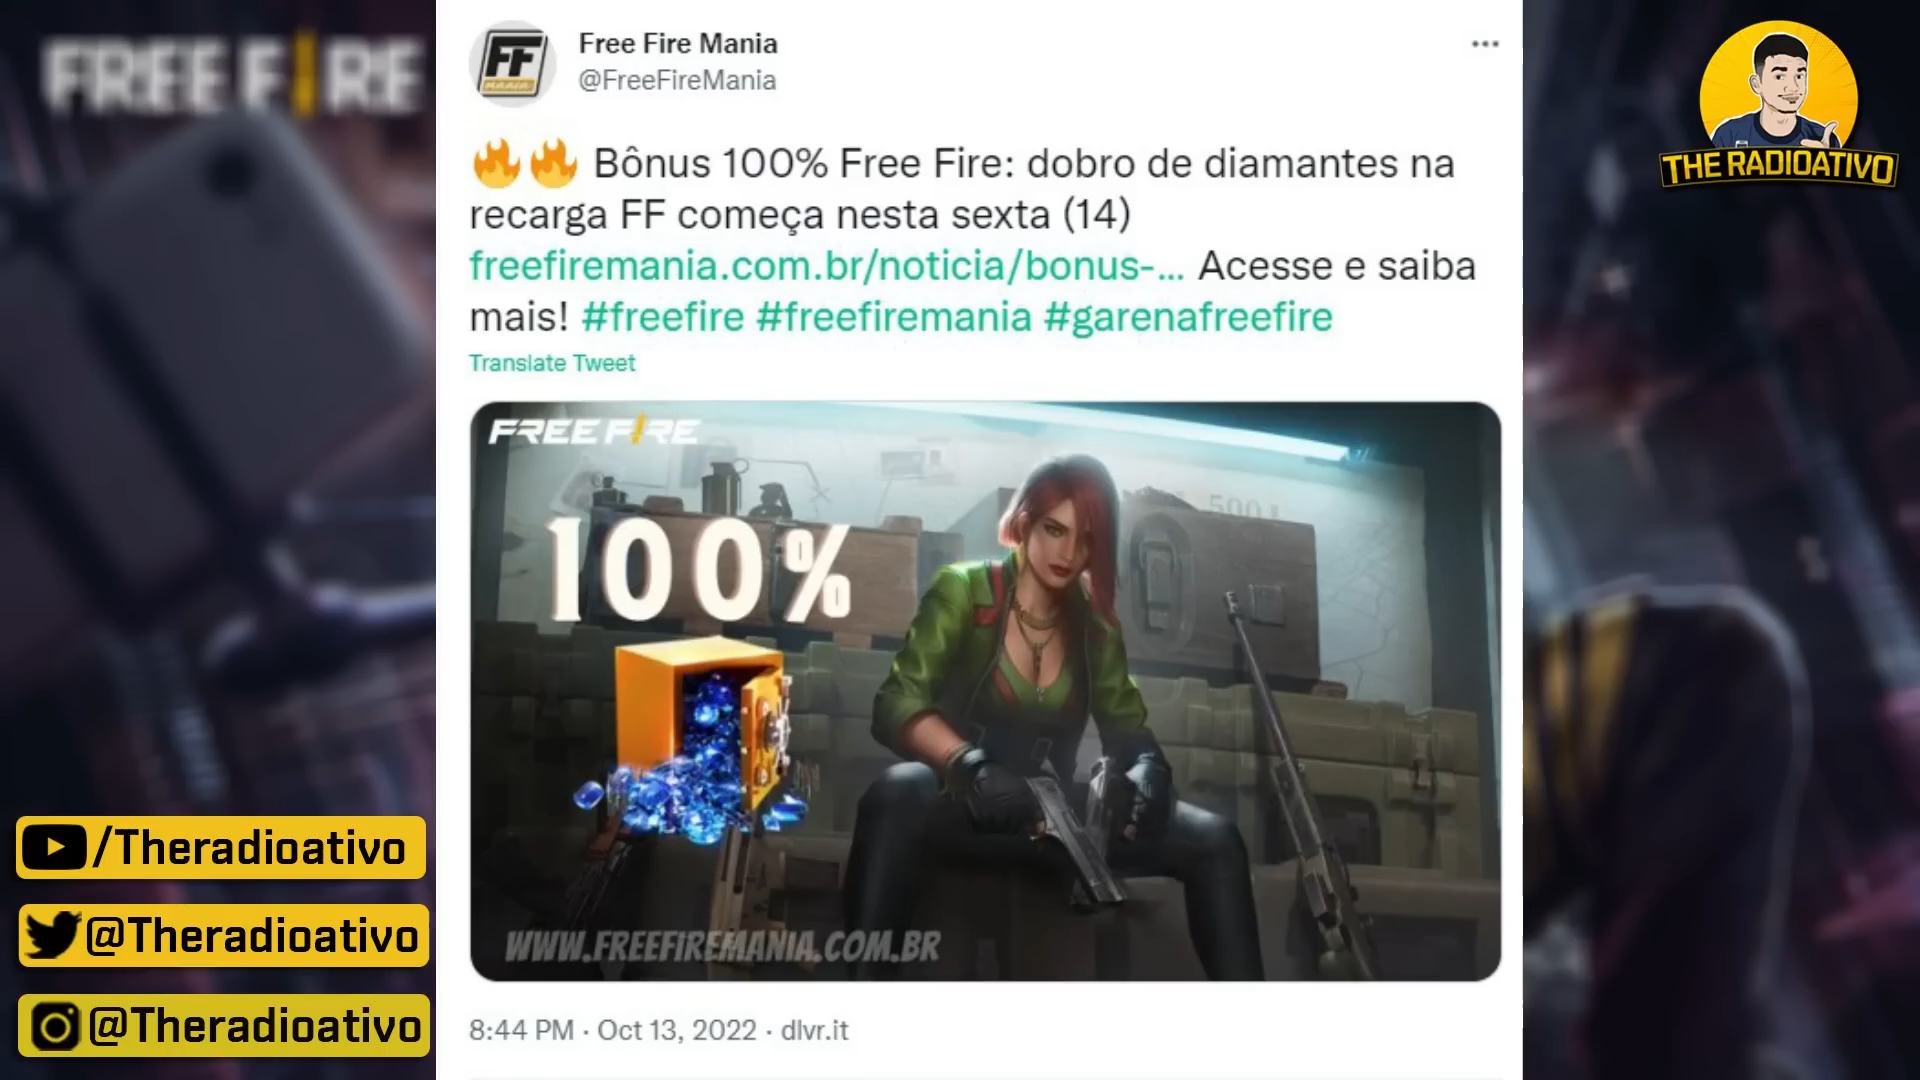 FREE FIRE
Free Fire Mania
@FreeFireMania
🔥🔥 Bônus 100% Free Fire: dobro de diamantes na
recarga FF começa nesta sexta (14)
freefiremania.com.br/noticia/bonus-... Acesse e saiba
mais! #freefire #freefiremania #garenafreefire
Translate Tweet
FREE FIRE
100%
WWW.FREEFIREMANIA.COM.BR
8:44 PM · Oct 13, 2022 · dlvr.it
THE RADIOATIVO
/Theradioativo
@Theradioativo
@Theradioativo